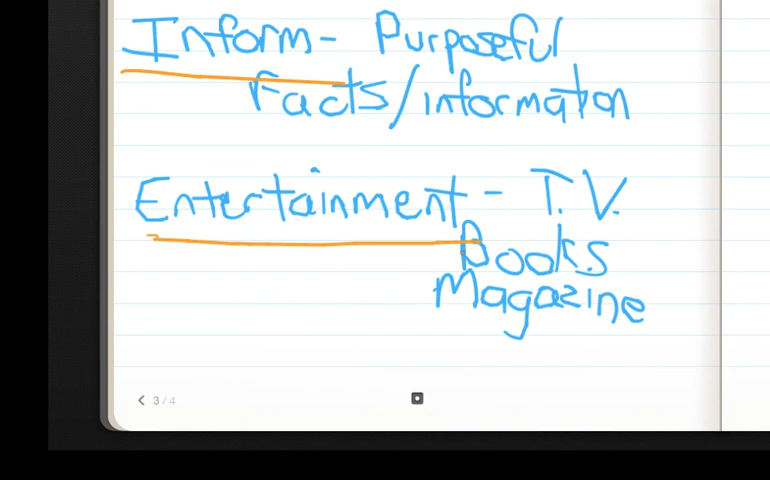 Inform- Purposeful
Facts/information
Entertainment - T.V.
Books
Magazine
3/4